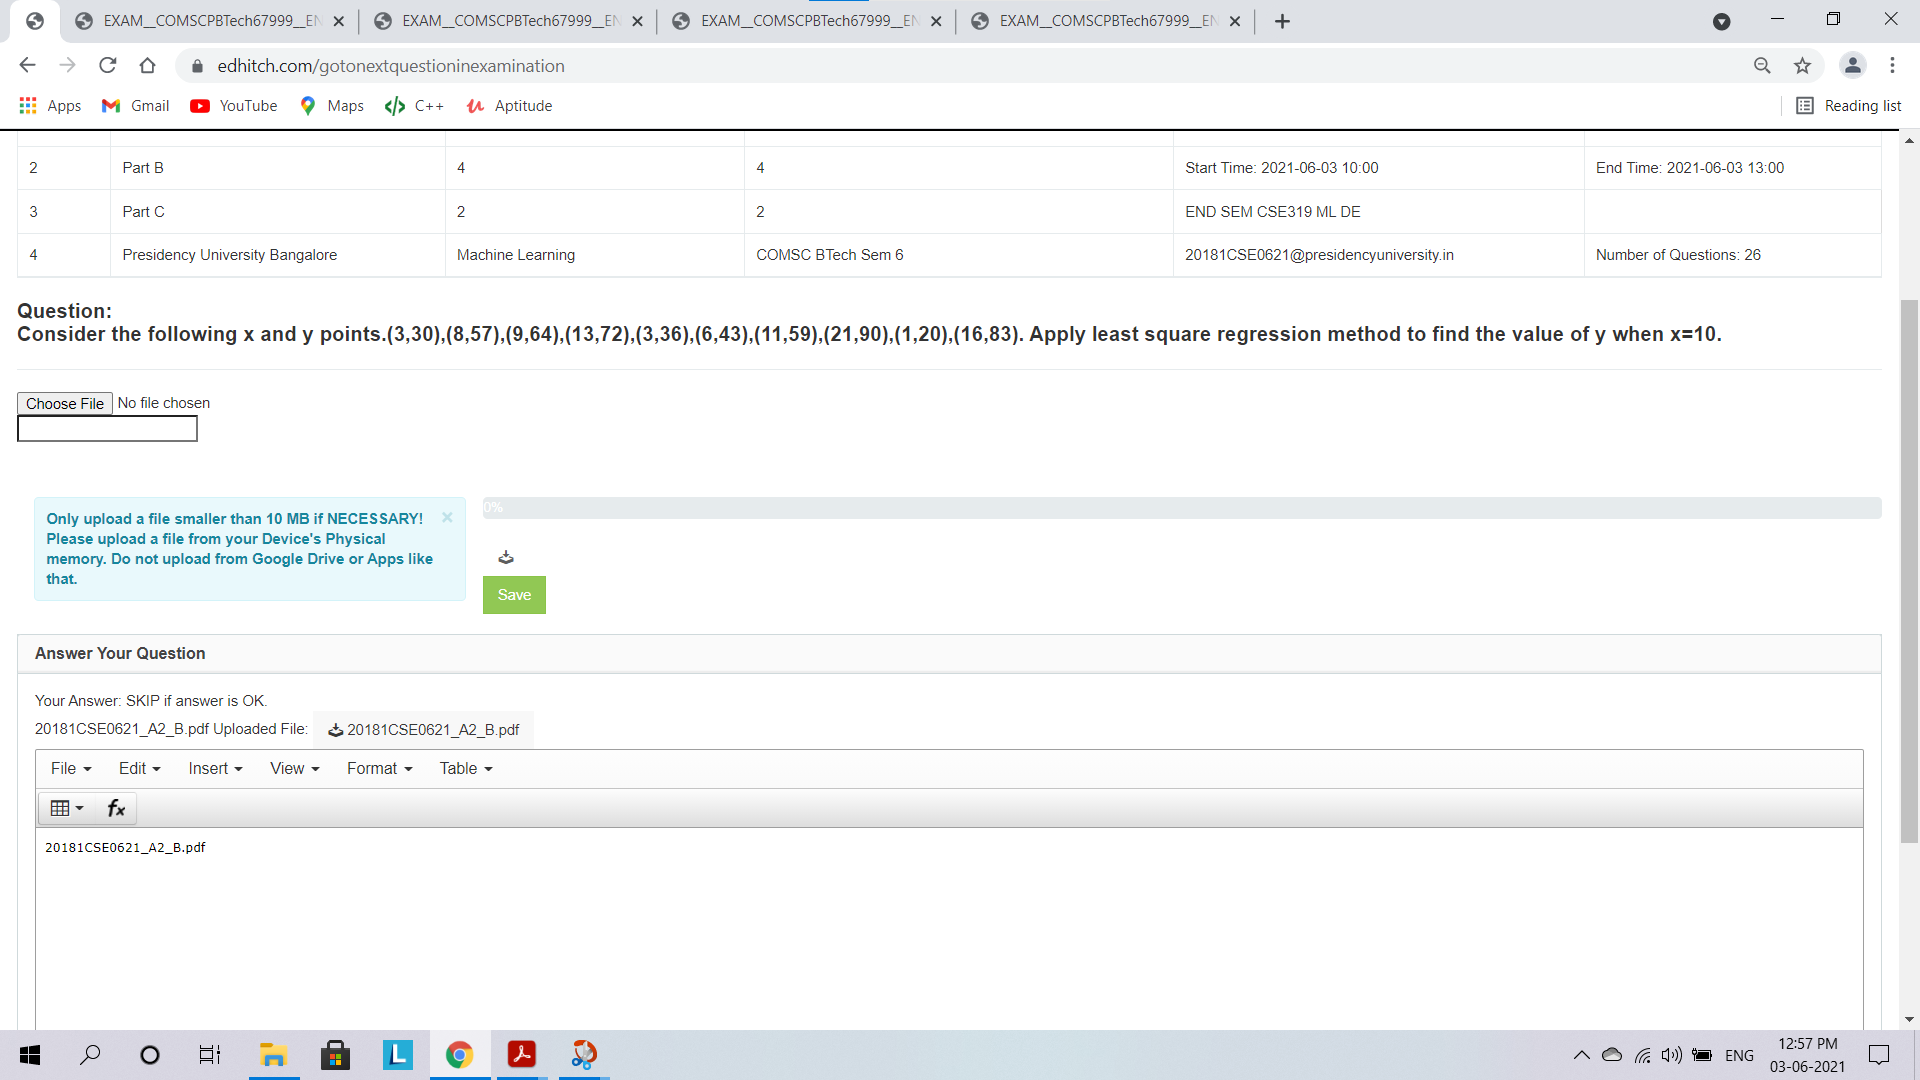 EXAM__COMSCPBTech67999__EN
EXAM__COMSCPBTech67999__EN
EXAM__COMSCPBTech67999__EN
EXAM__COMSCPBTech67999__EN
edhitch.com/gotonextquestioninexamination
Apps Gmail YouTube Maps C++ Aptitude Reading list
2 Part B 4 4 Start Time: 2021-06-03 10:00 End Time: 2021-06-03 13:00
3 Part C 2 2 END SEM CSE319 ML DE
4 Presidency University Bangalore Machine Learning COMSC BTech Sem 6 20181CSE0621@presidencyuniversity.in Number of Questions: 26
Question:
Consider the following x and y points.(3,30),(8,57),(9,64),(13,72),(3,36),(6,43),(11,59),(21,90),(1,20),(16,83). Apply least square regression method to find the value of y when x=10.
Choose File No file chosen
Only upload a file smaller than 10 MB if NECESSARY! ×
Please upload a file from your Device's Physical
memory. Do not upload from Google Drive or Apps like
that.
0%
Save
Answer Your Question
Your Answer: SKIP if answer is OK.
20181CSE0621_A2_B.pdf Uploaded File: 20181CSE0621_A2_B.pdf
File Edit Insert View Format Table
fx
20181CSE0621_A2_B.pdf
L
ENG
12:57 PM
03-06-2021